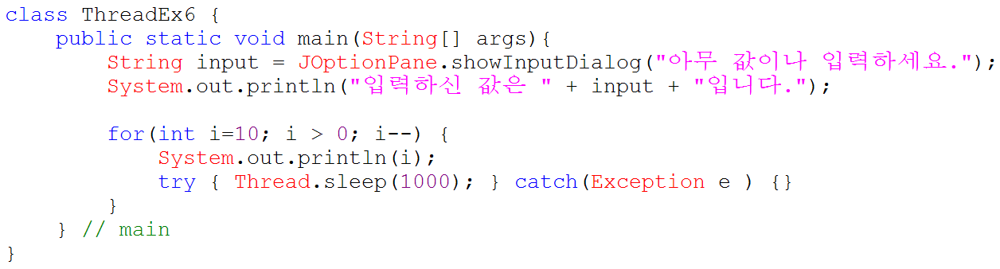 class ThreadEx6 {
    public static void main(String[] args){
        String input = JOptionPane.showInputDialog("아무 값이나 입력하세요.");
        System.out.println("입력하신 값은 " + input + "입니다.");

        for(int i=10; i > 0; i--) {
            System.out.println(i);
            try { Thread.sleep(1000); } catch(Exception e ) {}
        }
    } // main
}